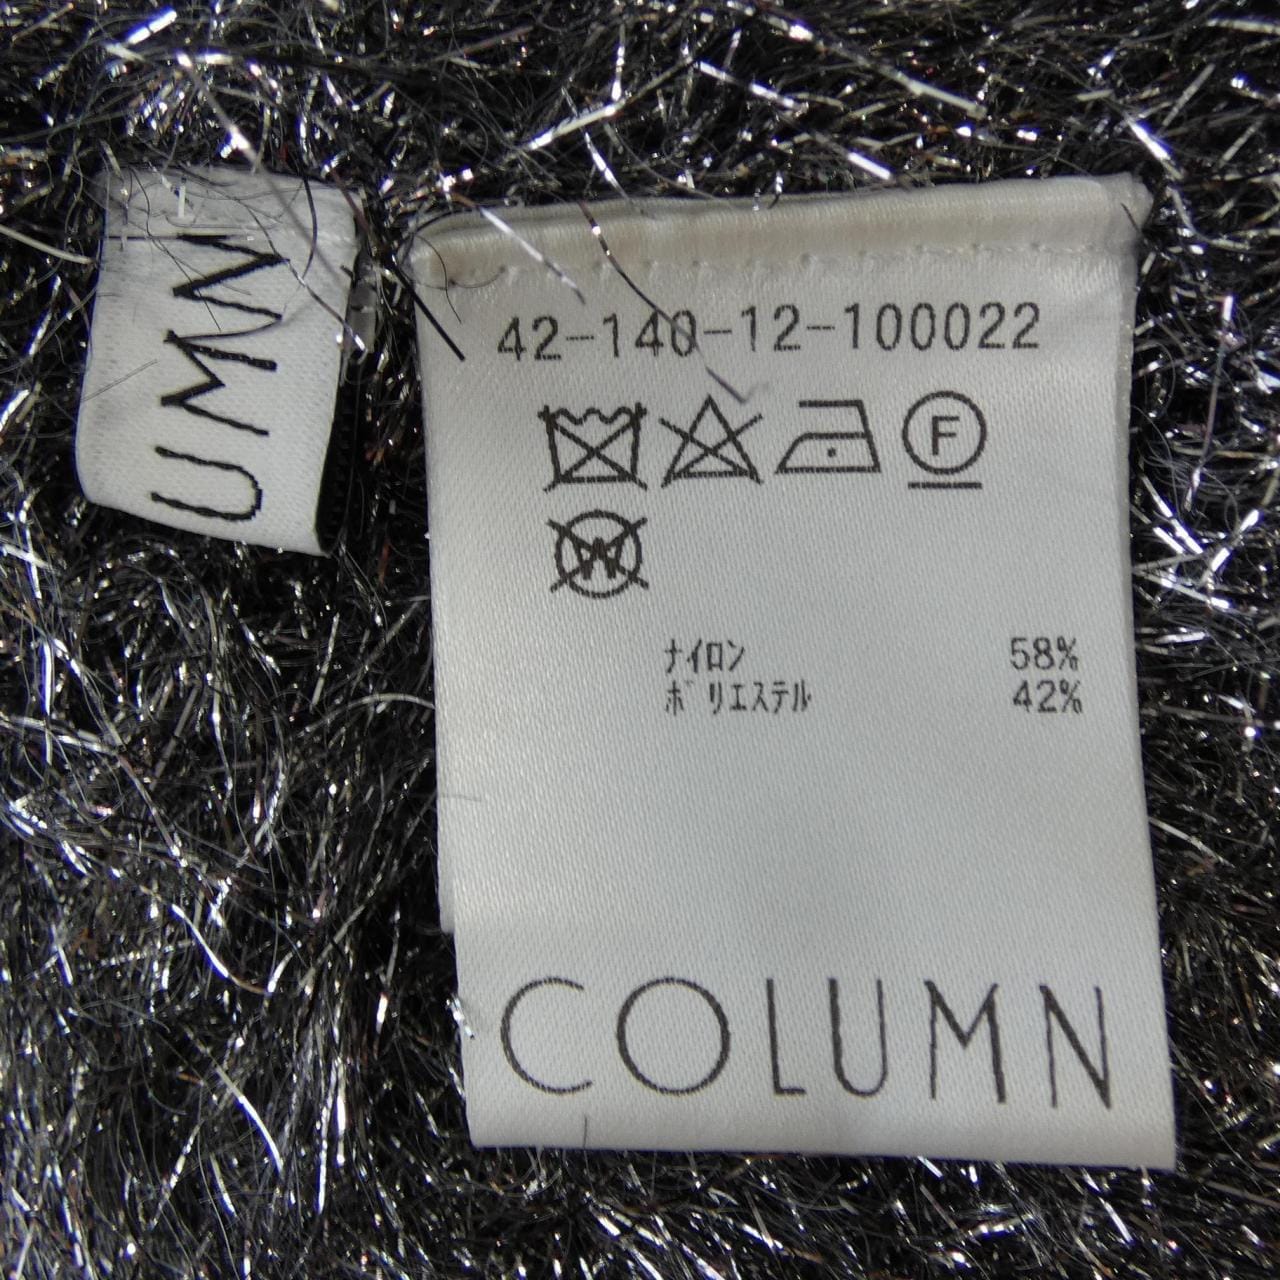 UMN
42-140-12-100022
F
W
ﾅｲﾛﾝ 58%
ﾎﾟﾘｴｽﾃﾙ 42%
COLUMN